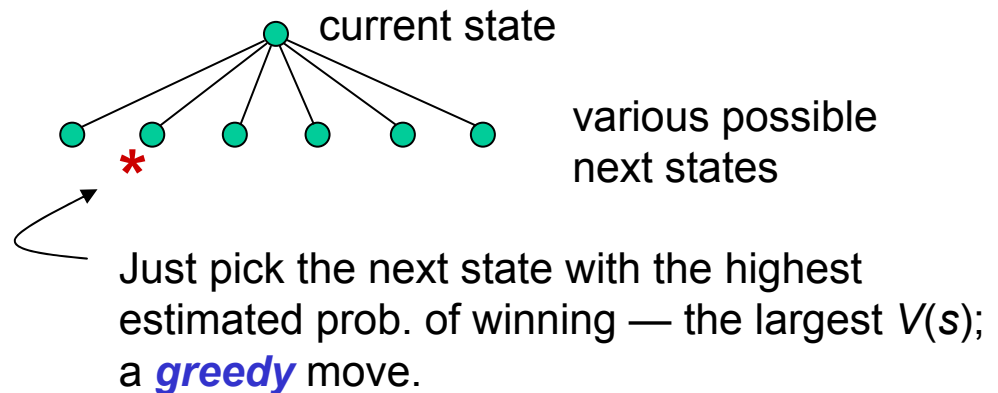 current state
various possible
next states
*
Just pick the next state with the highest
estimated prob. of winning — the largest V(s);
a greedy move.